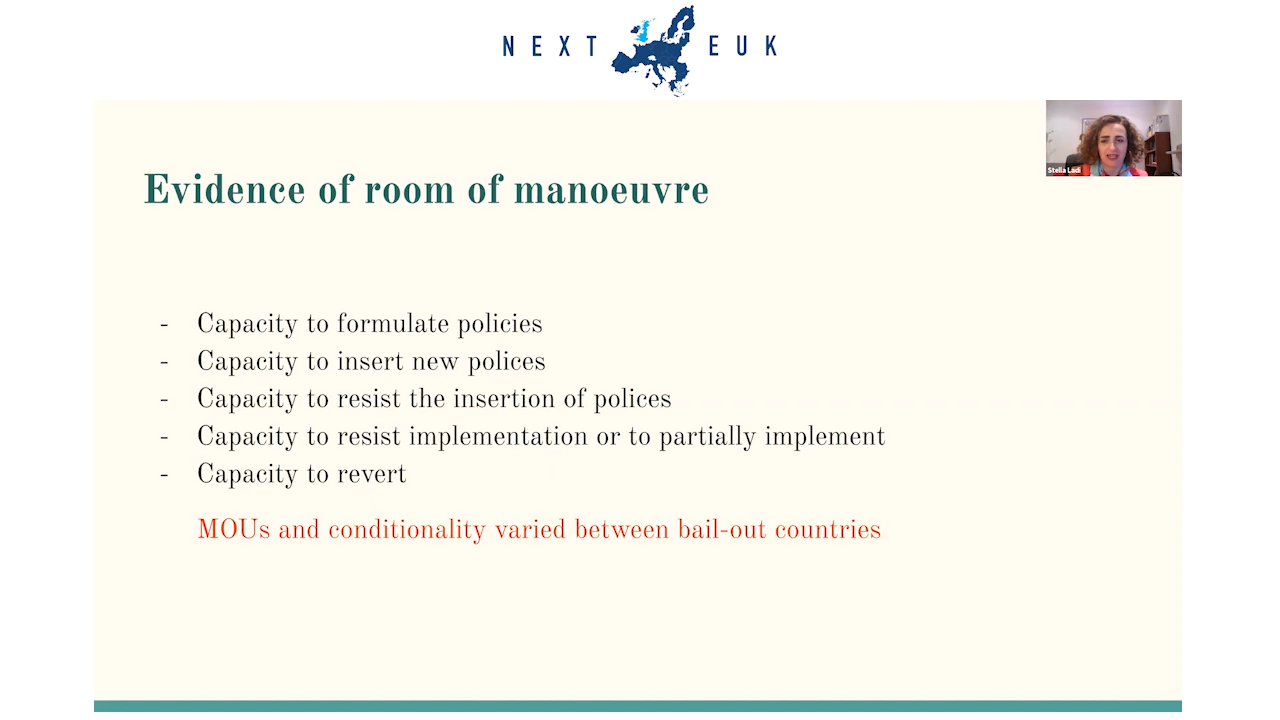 NEXT EUK
Stella Ladi
Evidence of room of manoeuvre
- Capacity to formulate policies
- Capacity to insert new polices
- Capacity to resist the insertion of polices
- Capacity to resist implementation or to partially implement
- Capacity to revert
MOUs and conditionality varied between bail-out countries